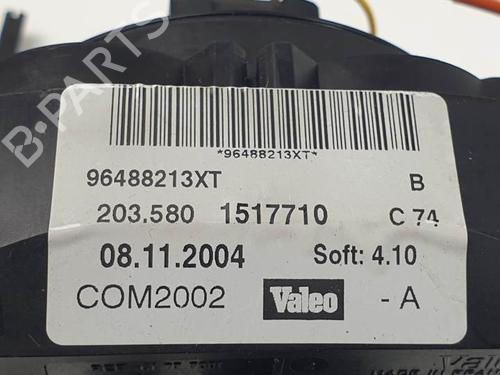 B-PARTS
*96488213XT*
96488213XT B
203.580 1517710 C 74
08.11.2004 Soft: 4.10
COM2002 Valeo - A